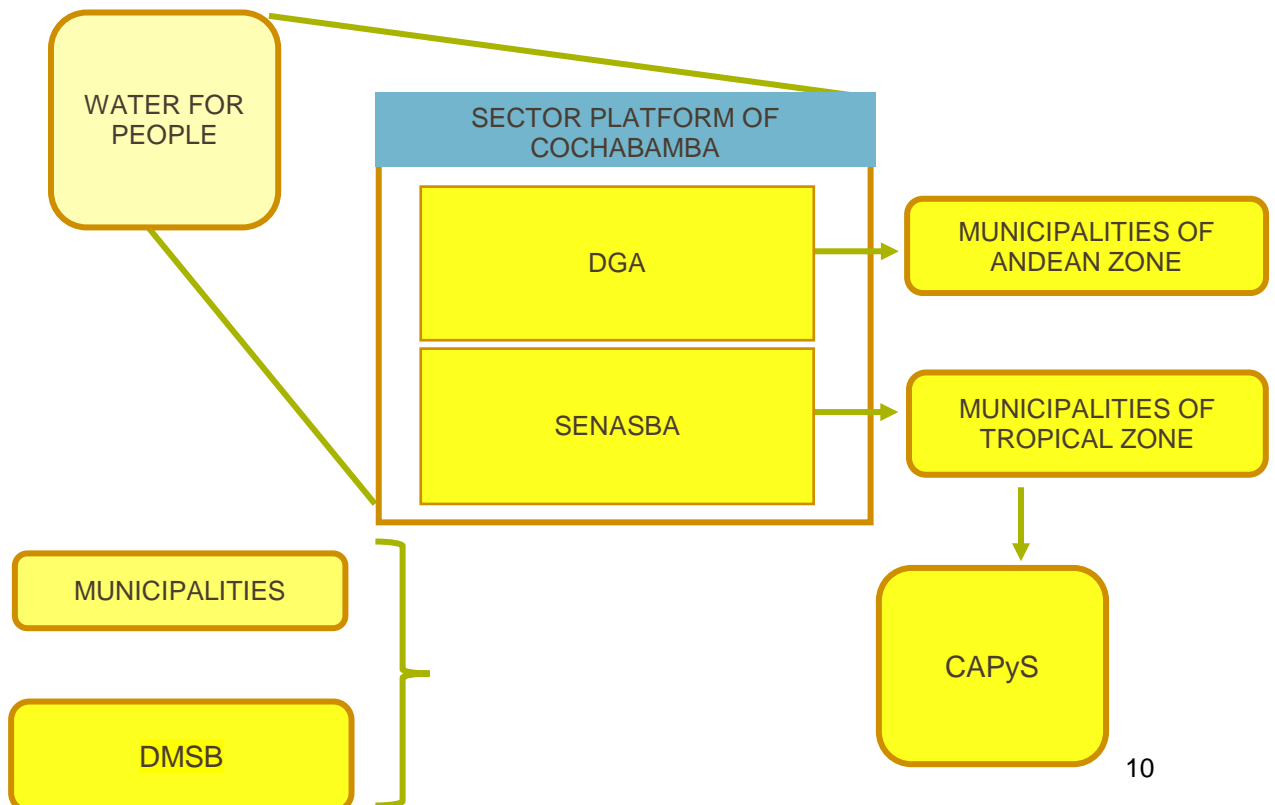 WATER FOR
PEOPLE
SECTOR PLATFORM OF
COCHABAMBA
DGA
MUNICIPALITIES OF
ANDEAN ZONE
SENASBA
MUNICIPALITIES OF
TROPICAL ZONE
MUNICIPALITIES
CAPyS
DMSB
10